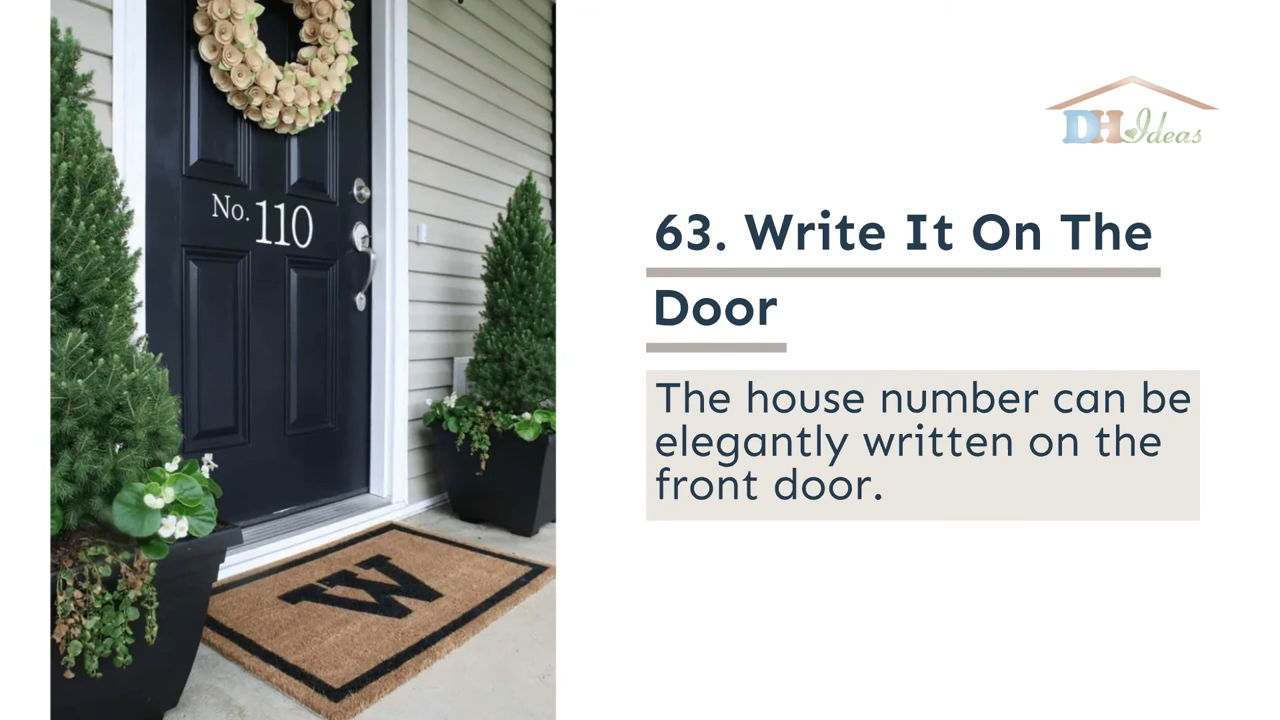 No. 110
W
DH Ideas
63. Write It On The
Door
The house number can be
elegantly written on the
front door.